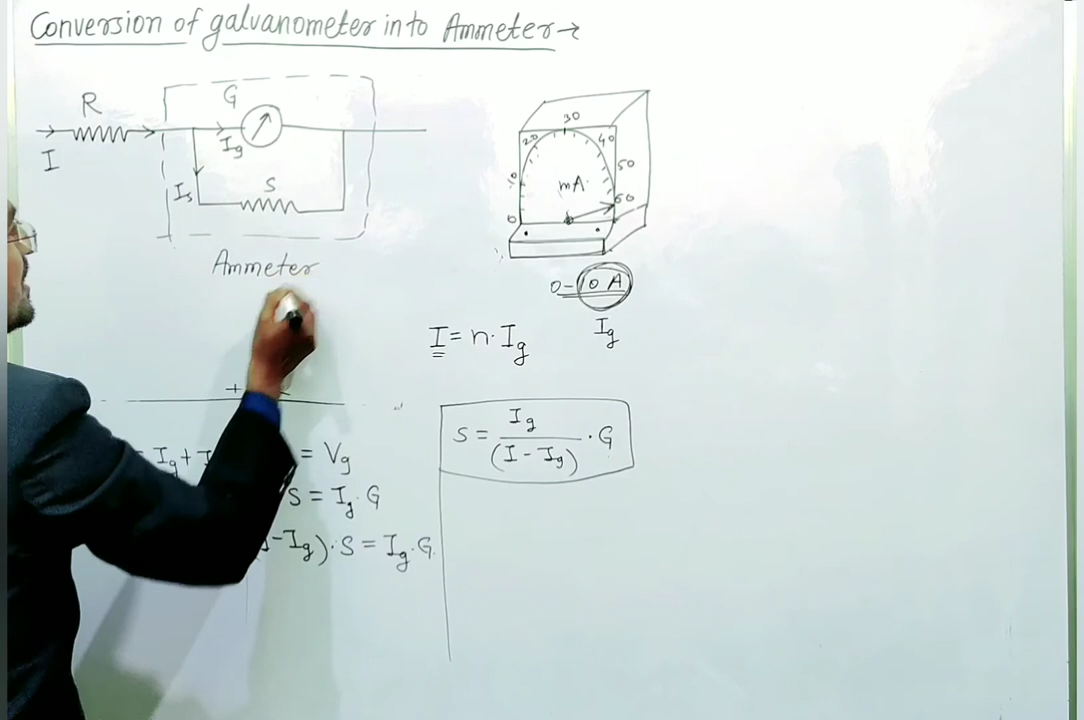 Conversion of galvanometer into Ammeter →
R
G
I
Ig
Is
S
Ammeter
0 10 20 30 40 50 60
mA
0-10 A
Ig
I = n·Ig
S = Ig / (I - Ig) · G
Ig +
= Vg
S = Ig·G
-Ig)·S = Ig·G